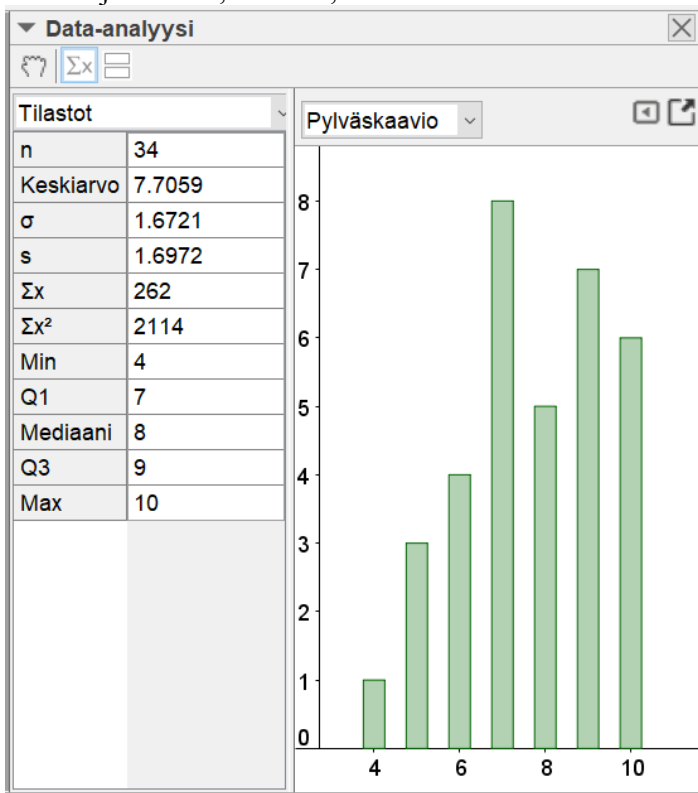 Data-analyysi
Σx
Tilastot
n 34
Keskiarvo 7.7059
σ 1.6721
s 1.6972
Σx 262
Σx² 2114
Min 4
Q1 7
Mediaani 8
Q3 9
Max 10
Pylväskaavio
8
7
6
5
4
3
2
1
0
4 6 8 10